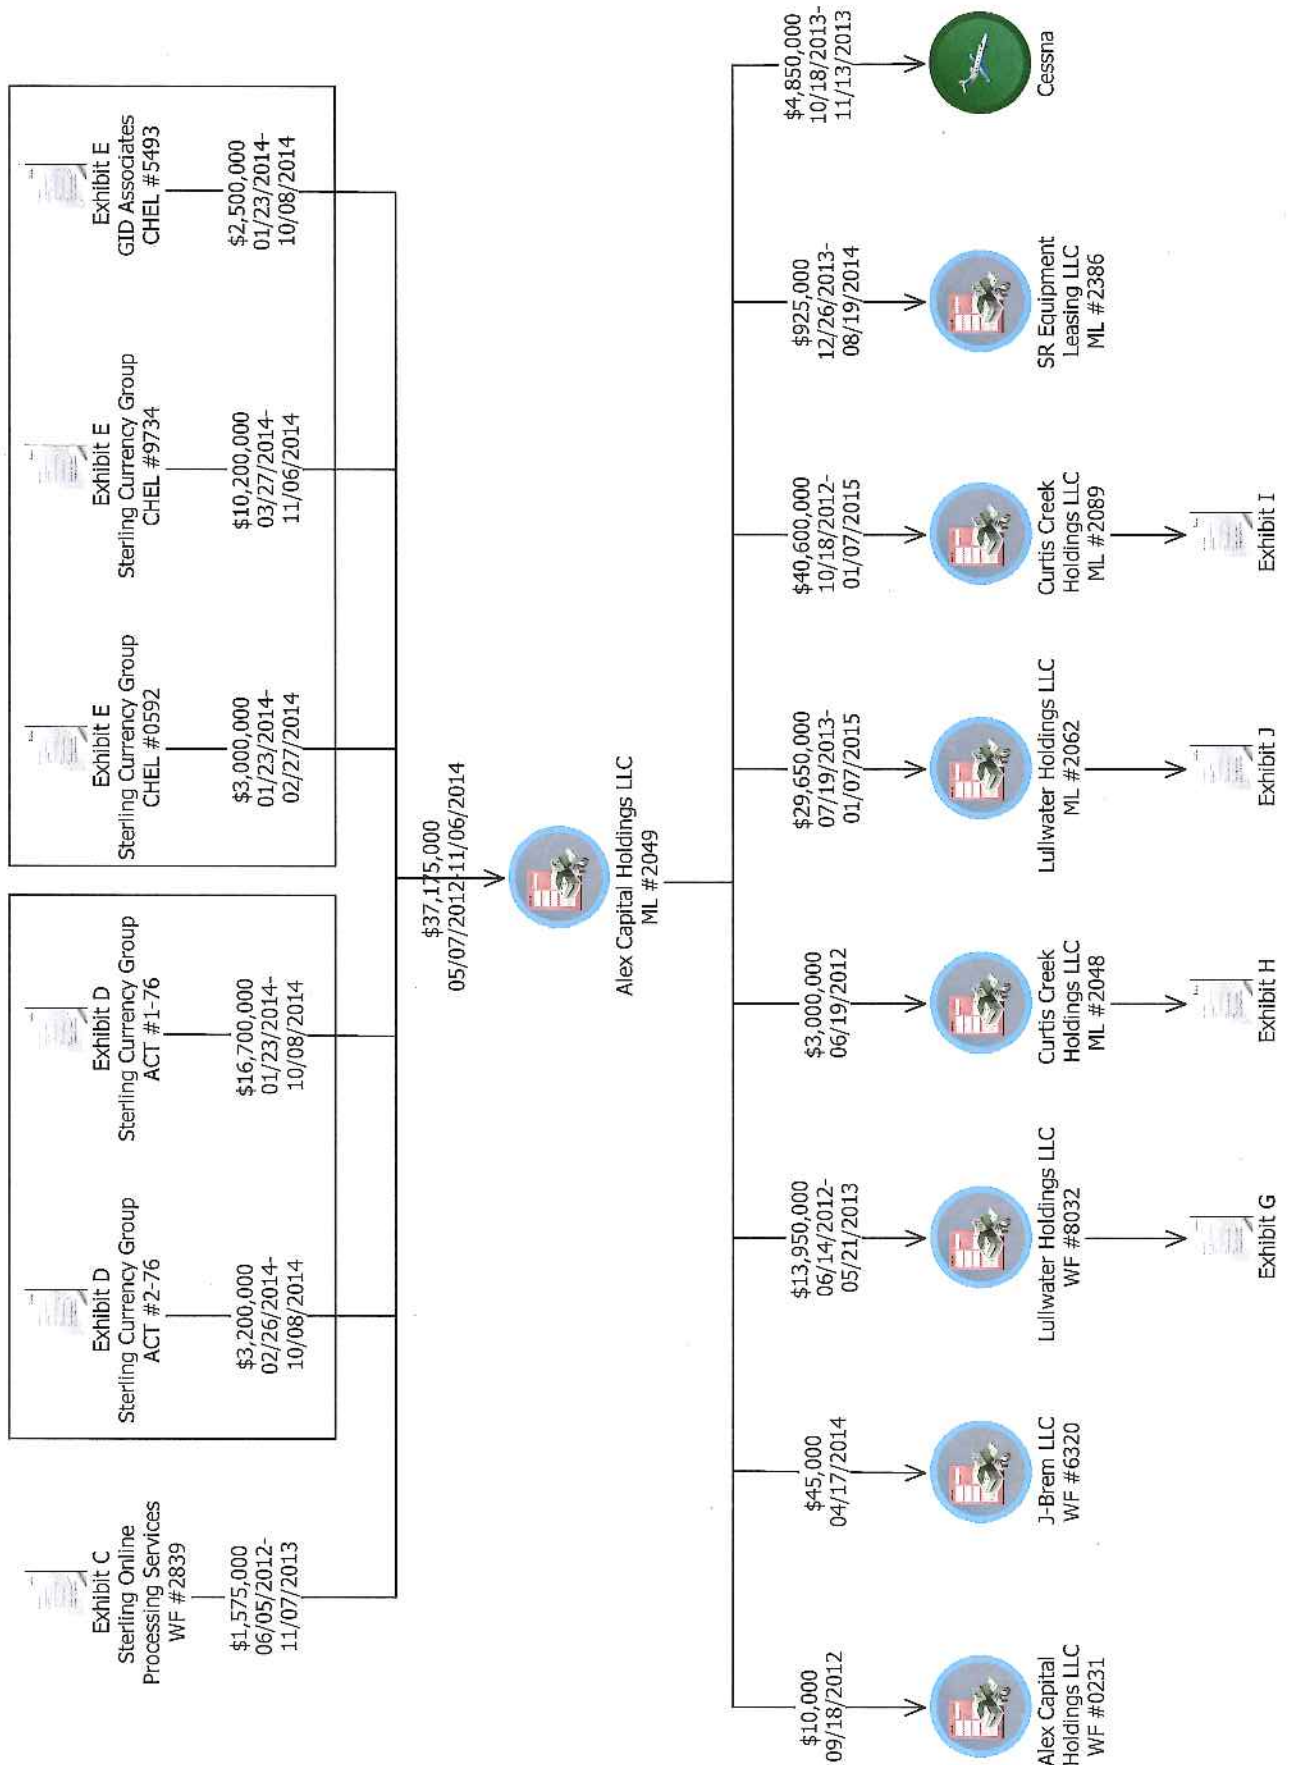 Exhibit C
Sterling Online
Processing Services
WF #2839
$1,575,000
06/05/2012-
11/07/2013
Exhibit D
Sterling Currency Group
ACT #2-76
$3,200,000
02/26/2014-
10/08/2014
Exhibit D
Sterling Currency Group
ACT #1-76
$16,700,000
01/23/2014-
10/08/2014
Exhibit E
Sterling Currency Group
CHEL #0592
$3,000,000
01/23/2014-
02/27/2014
Exhibit E
Sterling Currency Group
CHEL #9734
$10,200,000
03/27/2014-
11/06/2014
Exhibit E
GID Associates
CHEL #5493
$2,500,000
01/23/2014-
10/08/2014
$37,175,000
05/07/2012-11/06/2014
Alex Capital Holdings LLC
ML #2049
$10,000
09/18/2012
Alex Capital
Holdings LLC
WF #0231
$45,000
04/17/2014
J-Brem LLC
WF #6320
$13,950,000
06/14/2012-
05/21/2013
Lullwater Holdings LLC
WF #8032
Exhibit G
$3,000,000
06/19/2012
Curtis Creek
Holdings LLC
ML #2048
Exhibit H
$29,650,000
07/19/2013-
01/07/2015
Lullwater Holdings LLC
ML #2062
Exhibit J
$40,600,000
10/18/2012-
01/07/2015
Curtis Creek
Holdings LLC
ML #2089
Exhibit I
$925,000
12/26/2013-
08/19/2014
SR Equipment
Leasing LLC
ML #2386
$4,850,000
10/18/2013-
11/13/2013
Cessna